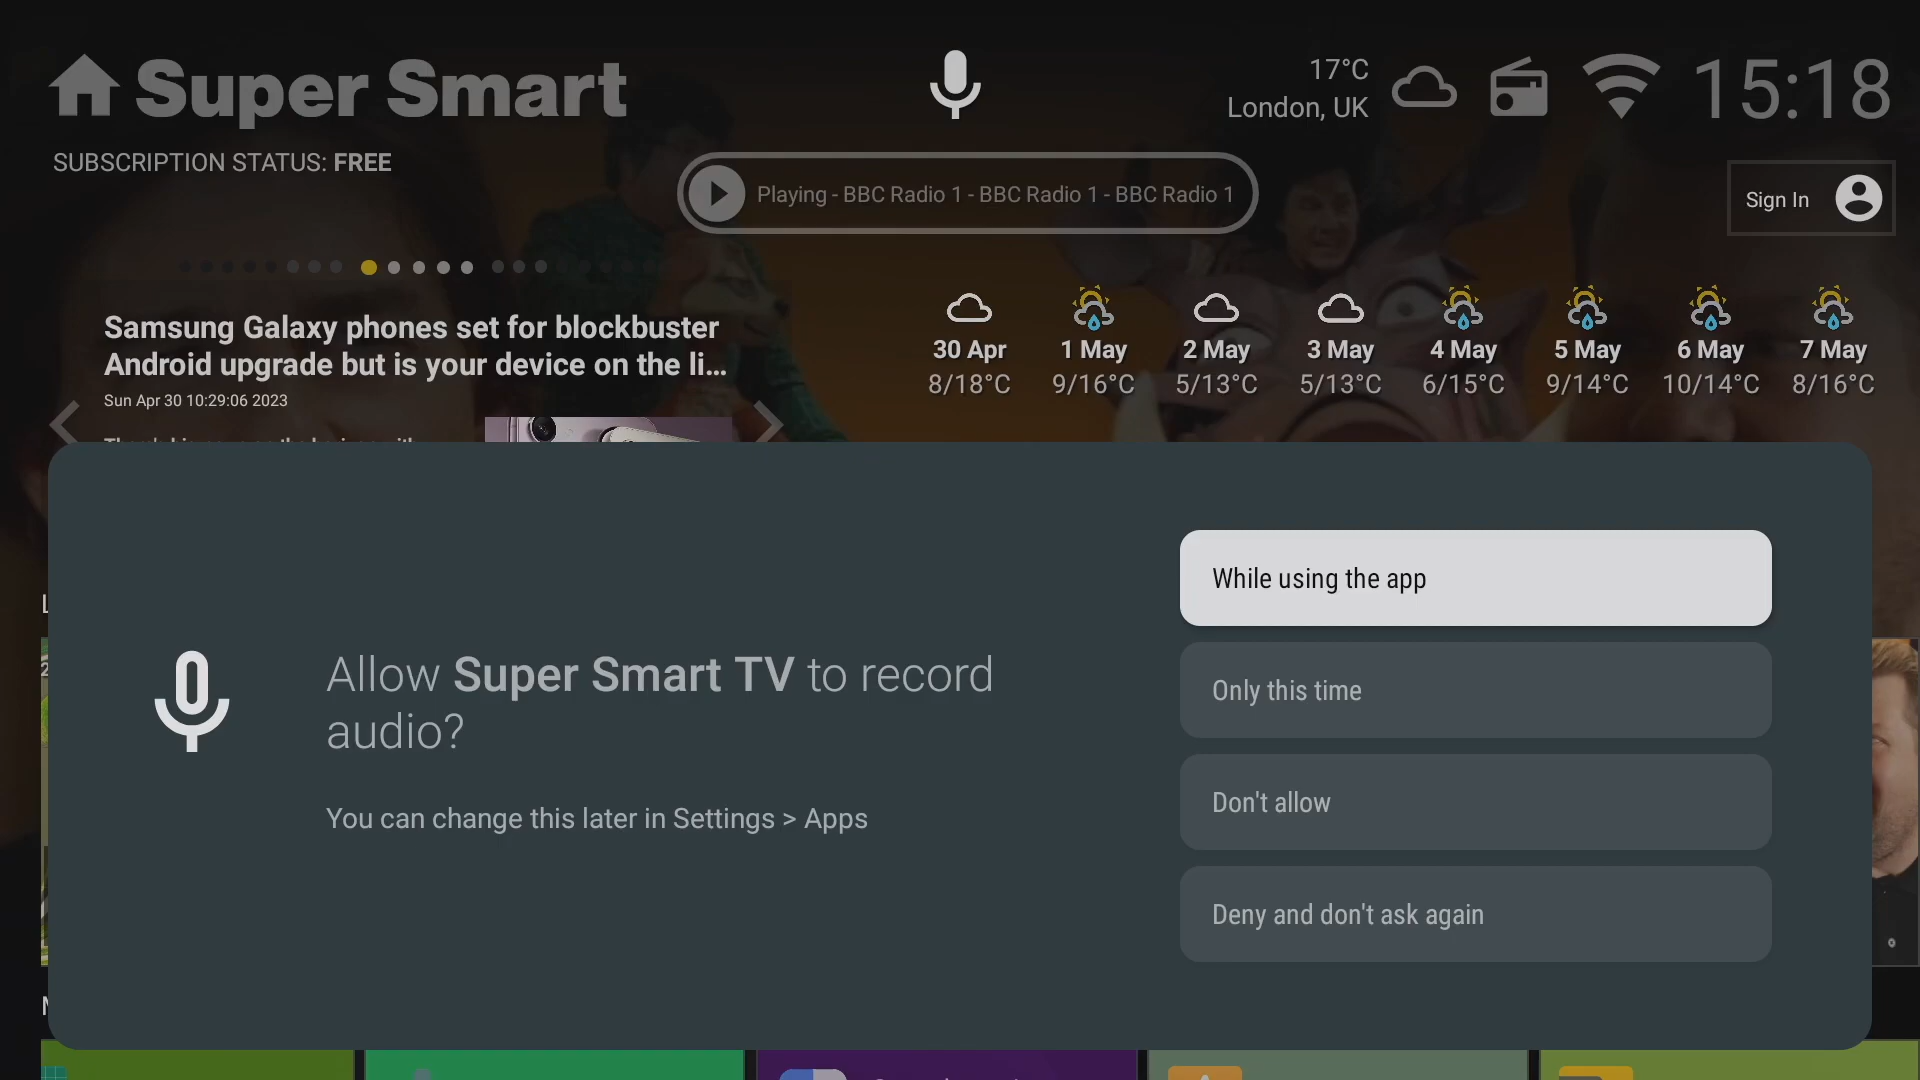 Super Smart
17°C
London, UK
15:18
SUBSCRIPTION STATUS: FREE
Playing - BBC Radio 1 - BBC Radio 1 - BBC Radio 1
Sign In
Samsung Galaxy phones set for blockbuster
Android upgrade but is your device on the li...
Sun Apr 30 10:29:06 2023
30 Apr
8/18°C
1 May
9/16°C
2 May
5/13°C
3 May
5/13°C
4 May
6/15°C
5 May
9/14°C
6 May
10/14°C
7 May
8/16°C
Allow Super Smart TV to record
audio?
You can change this later in Settings > Apps
While using the app
Only this time
Don't allow
Deny and don't ask again